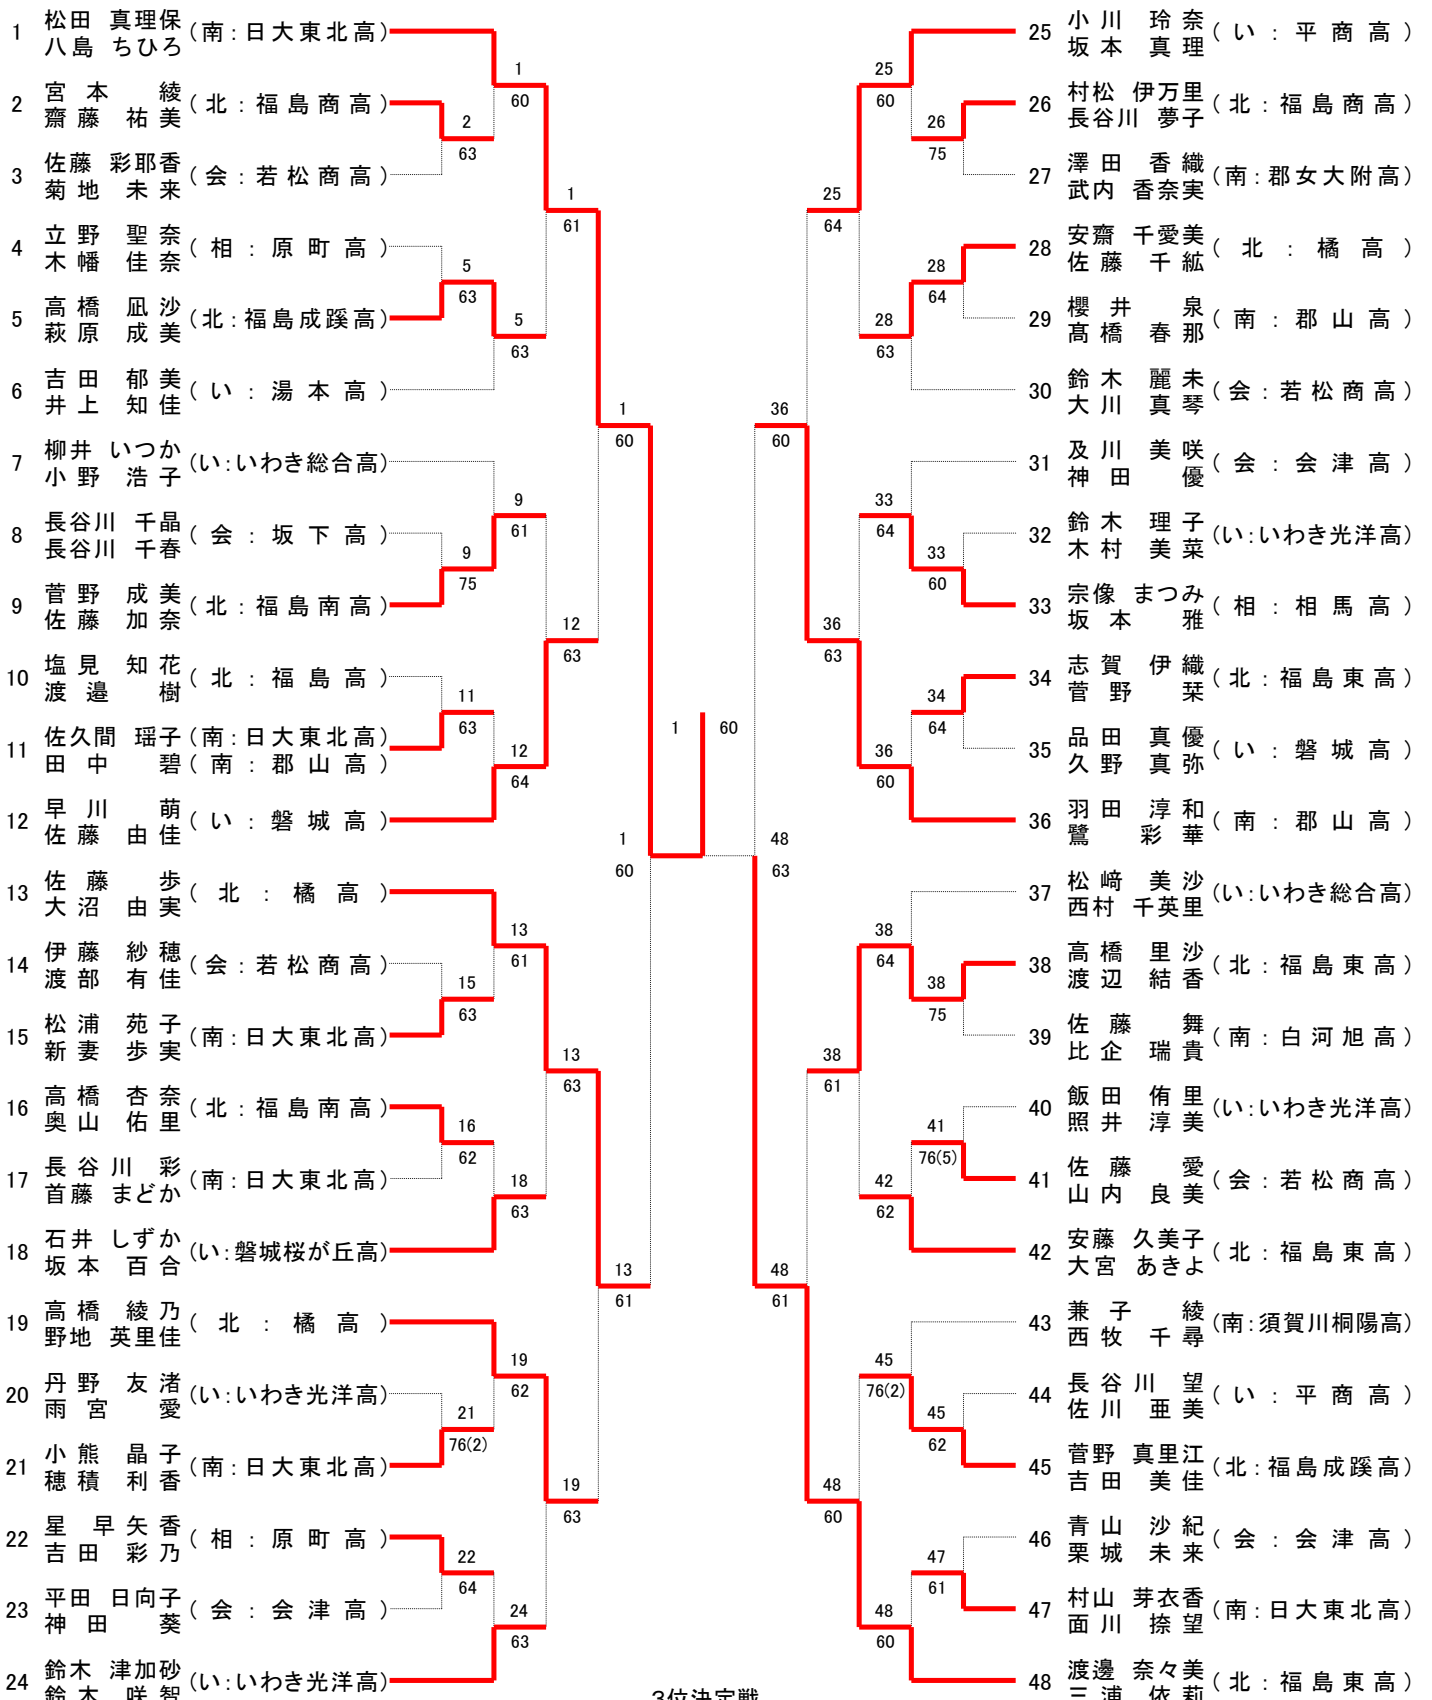 1 松田 真理保 (南:日大東北高)
八島 ちひろ
2 宮本 綾 (北:福島商高)
齋藤 祐美
3 佐藤 彩耶香 (会:若松商高)
菊地 未来
4 立野 聖奈 (相:原町高)
木幡 佳奈
5 高橋 凪沙 (北:福島成蹊高)
萩原 成美
6 吉田 郁美 (い:湯本高)
井上 知佳
7 柳井 いつか (い:いわき総合高)
小野 浩子
8 長谷川 千晶 (会:坂下高)
長谷川 千春
9 菅野 成美 (北:福島南高)
佐藤 加奈
10 塩見 知花 (北:福島高)
渡邉 樹
11 佐久間 瑶子 (南:日大東北高)
田中 碧 (南:郡山高)
12 早川 萌 (い:磐城高)
佐藤 由佳
13 佐藤 歩 (北:橘高)
大沼 由実
14 伊藤 紗穂 (会:若松商高)
渡部 有佳
15 松浦 苑子 (南:日大東北高)
新妻 歩実
16 高橋 杏奈 (北:福島南高)
奥山 佑里
17 長谷川 彩 (南:日大東北高)
首藤 まどか
18 石井 しずか (い:磐城桜が丘高)
坂本 百合
19 高橋 綾乃 (北:橘高)
野地 英里佳
20 丹野 友渚 (い:いわき光洋高)
雨宮 愛
21 小熊 晶子 (南:日大東北高)
穂積 利香
22 星 早矢香 (相:原町高)
吉田 彩乃
23 平田 日向子 (会:会津高)
神田 葵
24 鈴木 津加砂 (い:いわき光洋高)
鈴木 咲智
2
63
5
63
9
75
11
63
15
63
16
62
21
76(2)
22
64
1
60
5
63
9
61
12
64
13
61
18
63
19
62
24
63
1
61
12
63
13
63
19
63
1
60
13
61
1
60
1 60
48
63
36
60
48
61
25
64
36
63
38
61
48
60
25
60
28
63
33
64
36
60
38
64
42
62
45
76(2)
48
60
26
75
28
64
33
60
34
64
38
75
41
76(5)
45
62
47
61
25 小川 玲奈 (い:平商高)
坂本 真理
26 村松 伊万里 (北:福島商高)
長谷川 夢子
27 澤田 香織 (南:郡女大附高)
武内 香奈実
28 安齋 千愛美 (北:橘高)
佐藤 千紘
29 櫻井 泉 (南:郡山高)
髙橋 春那
30 鈴木 麗未 (会:若松商高)
大川 真琴
31 及川 美咲 (会:会津高)
神田 優
32 鈴木 理子 (い:いわき光洋高)
木村 美菜
33 宗像 まつみ (相:相馬高)
坂本 雅
34 志賀 伊織 (北:福島東高)
菅野 栞
35 品田 真優 (い:磐城高)
久野 真弥
36 羽田 淳和 (南:郡山高)
鷺 彩華
37 松﨑 美沙 (い:いわき総合高)
西村 千英里
38 高橋 里沙 (北:福島東高)
渡辺 結香
39 佐藤 舞 (南:白河旭高)
比企 瑞貴
40 飯田 侑里 (い:いわき光洋高)
照井 淳美
41 佐藤 愛 (会:若松商高)
山内 良美
42 安藤 久美子 (北:福島東高)
大宮 あきよ
43 兼子 綾 (南:須賀川桐陽高)
西牧 千尋
44 長谷川 望 (い:平商高)
佐川 亜美
45 菅野 真里江 (北:福島成蹊高)
吉田 美佳
46 青山 沙紀 (会:会津高)
栗城 未来
47 村山 芽衣香 (南:日大東北高)
面川 捺望
48 渡邊 奈々美 (北:福島東高)
三浦 依莉
3位決定戦